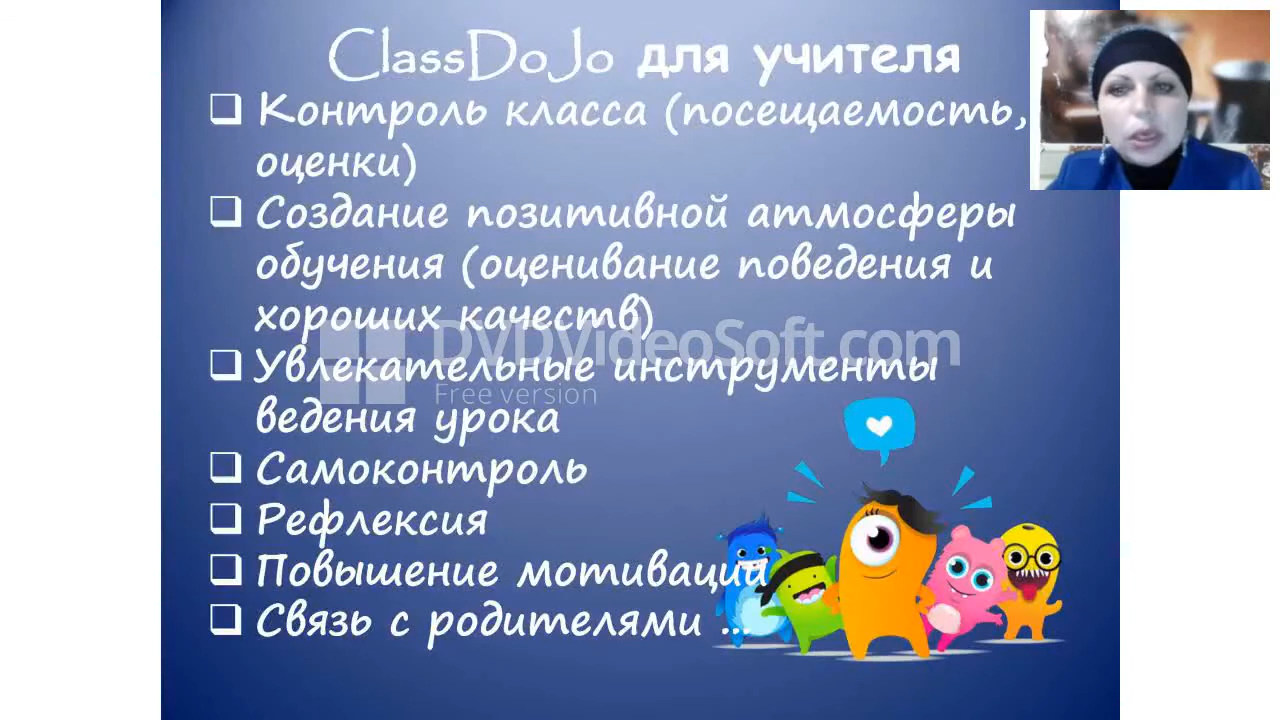 ClassDoJo для учителя
❑ Контроль класса (посещаемость,
оценки)
❑ Создание позитивной атмосферы
обучения (оценивание поведения и
хороших качеств)
DVDVideoSoft.com
❑ Увлекательные инструменты
Free version
ведения урока
❑ Самоконтроль
❑ Рефлексия
❑ Повышение мотивации
❑ Связь с родителями ...